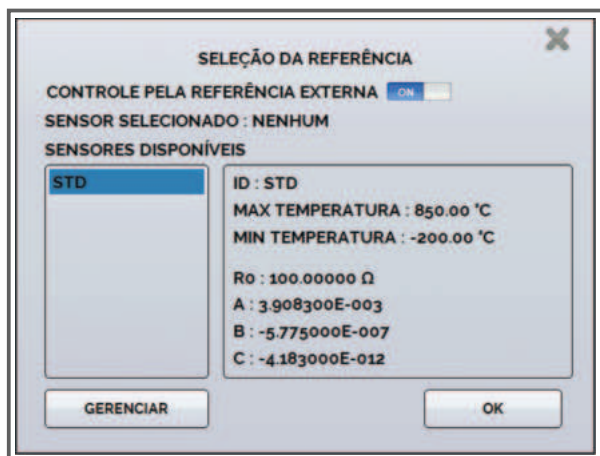 SELEÇÃO DA REFERÊNCIA
CONTROLE PELA REFERÊNCIA EXTERNA ON
SENSOR SELECIONADO : NENHUM
SENSORES DISPONÍVEIS
STD
ID : STD
MAX TEMPERATURA : 850.00 °C
MIN TEMPERATURA : -200.00 °C
R0 : 100.00000 Ω
A : 3.908300E-003
B : -5.775000E-007
C : -4.183000E-012
GERENCIAR
OK